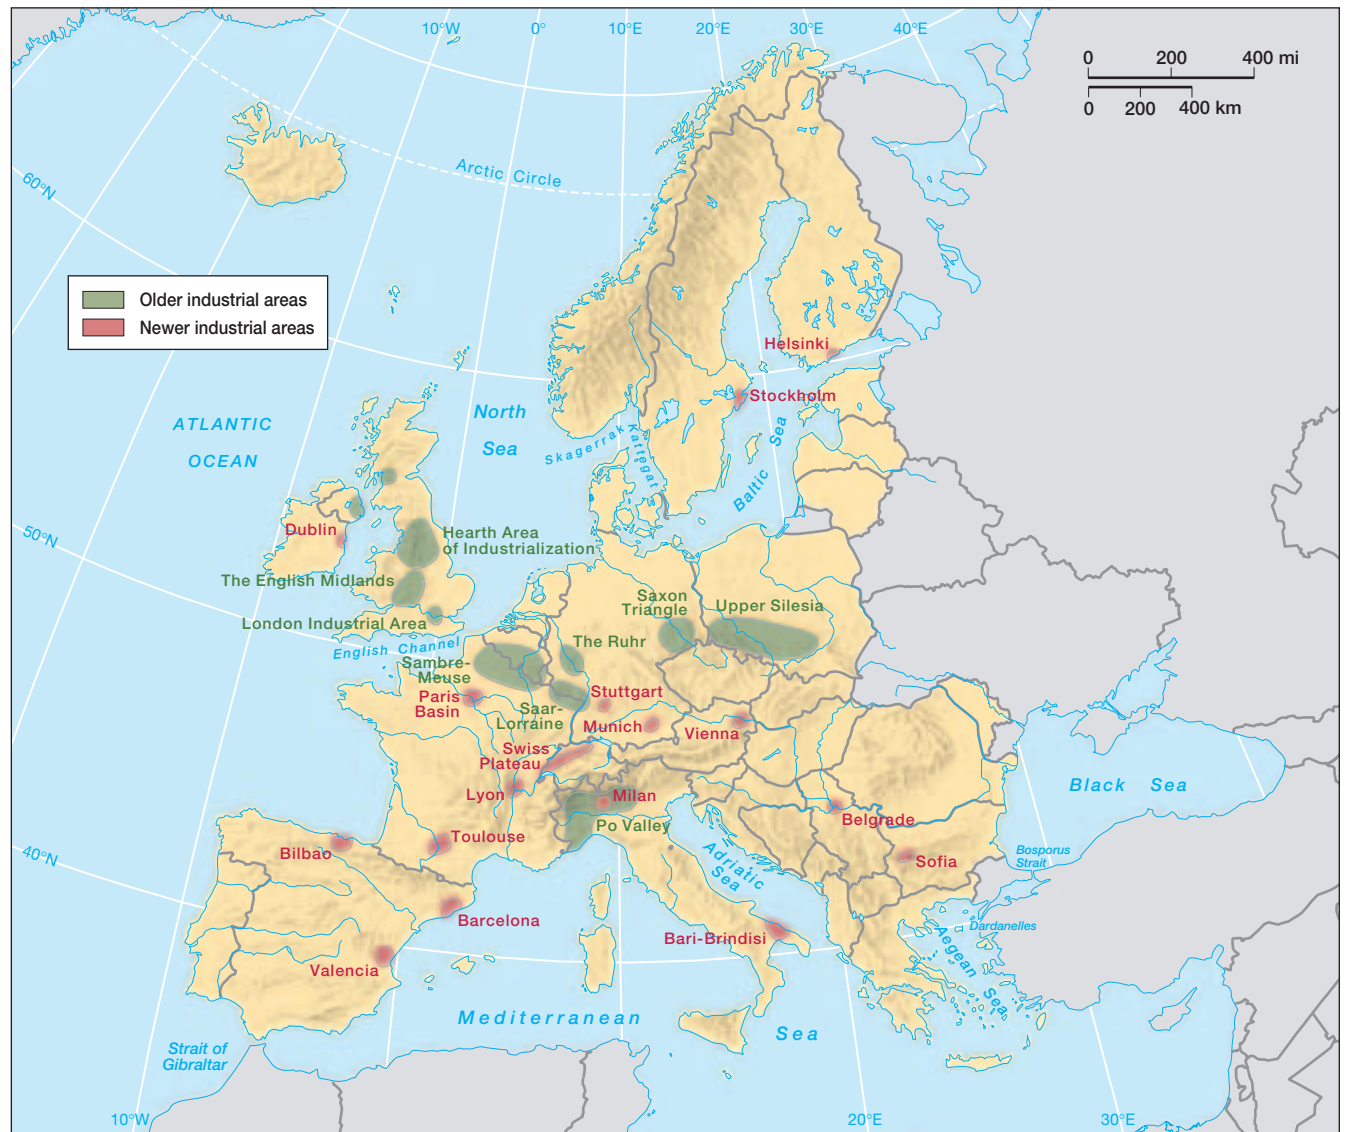 10°W
0°
10°E
20°E
30°E
40°E
0 200 400 mi
0 200 400 km
Arctic Circle
60°N
Older industrial areas
Newer industrial areas
Helsinki
Stockholm
ATLANTIC
OCEAN
North
Sea
Skagerrak
Kattegat
Baltic
Sea
50°N
Dublin
Hearth Area
of Industrialization
The English Midlands
London Industrial Area
English Channel
Saxon
Triangle
Upper Silesia
The Ruhr
Sambre-
Meuse
Paris
Basin
Saar-
Lorraine
Stuttgart
Munich
Vienna
Swiss
Plateau
Lyon
Milan
Po Valley
Belgrade
Black Sea
Toulouse
Bilbao
40°N
Sofia
Bosporus
Strait
Adriatic
Sea
Barcelona
Bari-Brindisi
Dardanelles
Aegean Sea
Valencia
Mediterranean
Sea
Strait of
Gibraltar
10°W
20°E
30°E